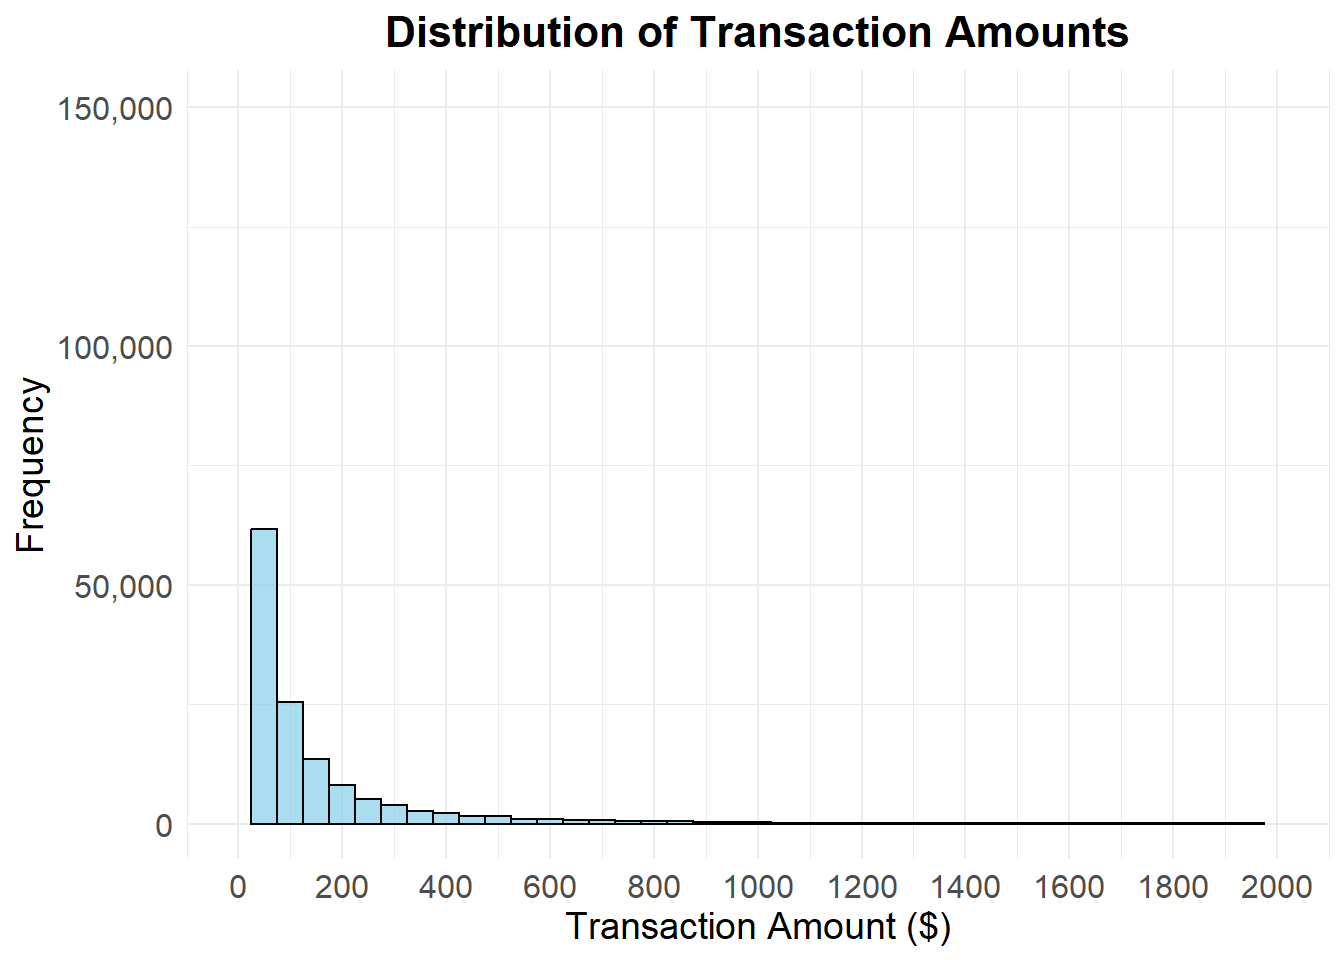 Distribution of Transaction Amounts
150,000
100,000
50,000
0
Frequency
0 200 400 600 800 1000 1200 1400 1600 1800 2000
Transaction Amount ($)